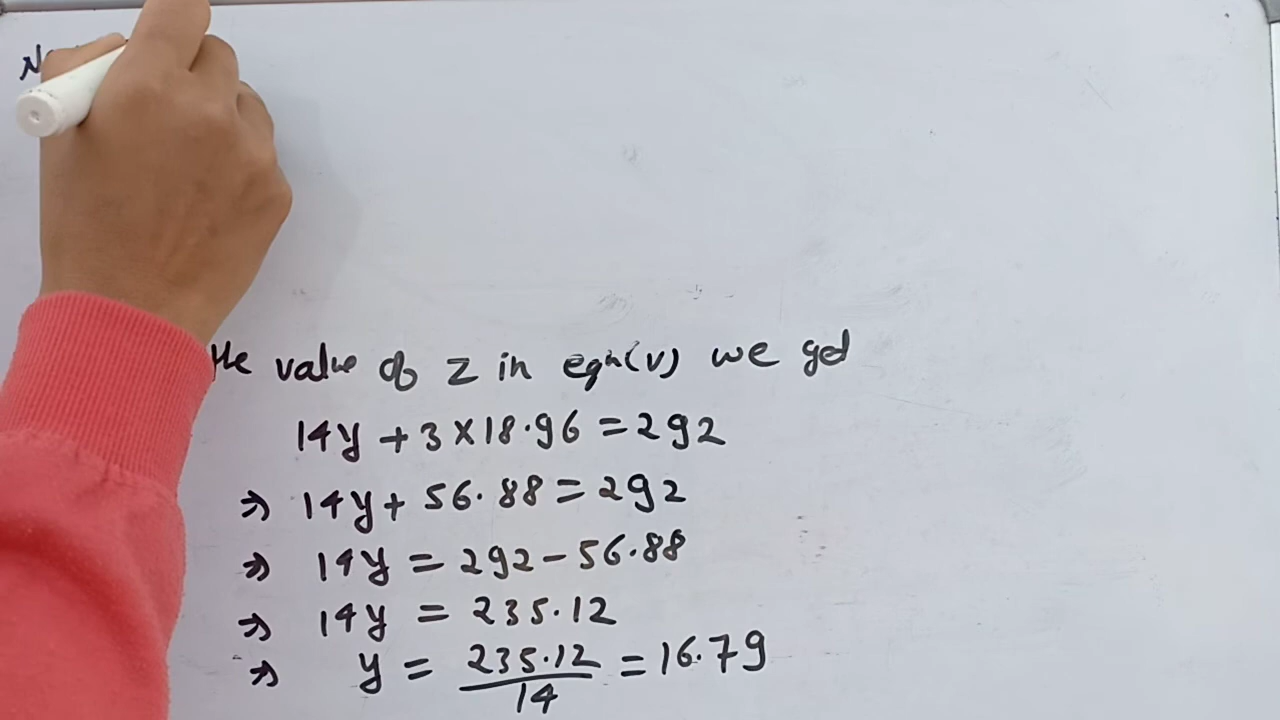 the value of z in eqn(v) we get
14y + 3 × 18.96 = 292
⇒ 14y + 56.88 = 292
⇒ 14y = 292 - 56.88
⇒ 14y = 235.12
⇒ y = 235.12/14 = 16.79